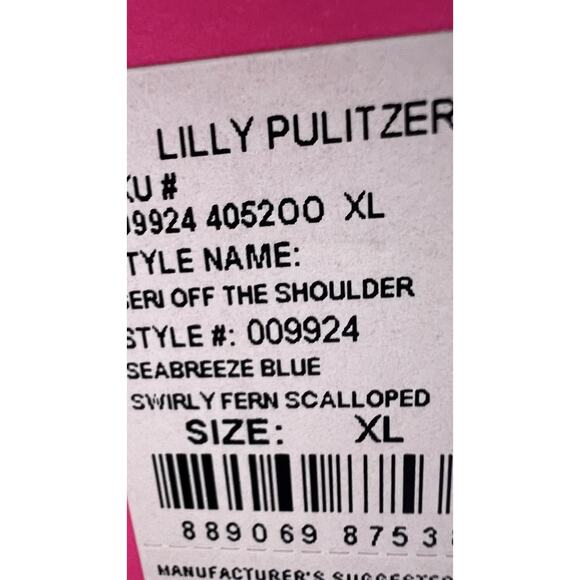 LILLY PULITZER
KU #
09924 405200 XL
TYLE NAME:
SERI OFF THE SHOULDER
STYLE #: 009924
SEABREEZE BLUE
SWIRLY FERN SCALLOPED
SIZE: XL
889069 8753
MANUFACTURER'S SUGGESTED